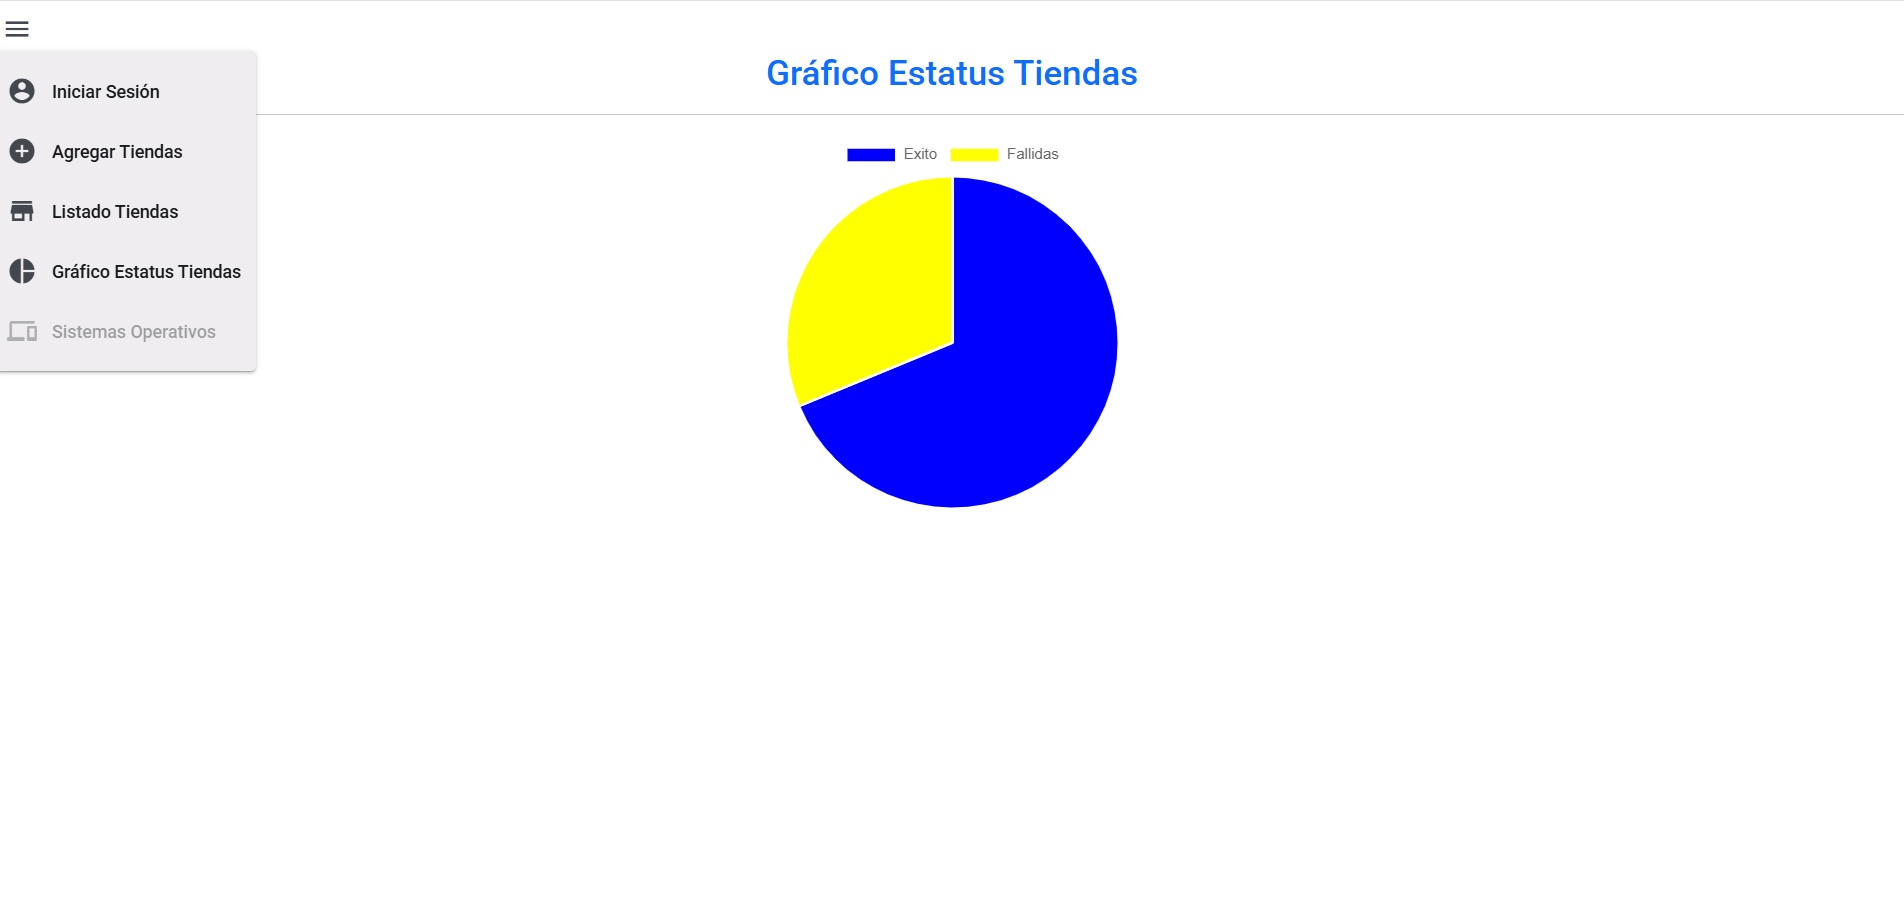 Gráfico Estatus Tiendas
Iniciar Sesión
Agregar Tiendas
Listado Tiendas
Gráfico Estatus Tiendas
Sistemas Operativos
Exito Fallidas